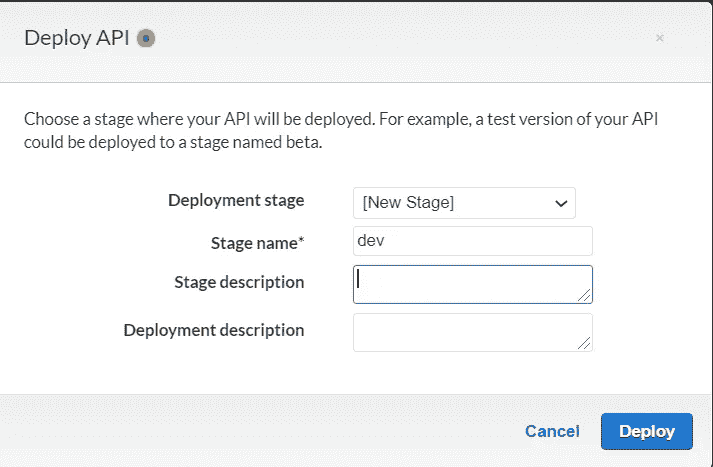 Deploy API
Choose a stage where your API will be deployed. For example, a test version of your API
could be deployed to a stage named beta.
Deployment stage [New Stage]
Stage name* dev
Stage description
Deployment description
Cancel Deploy